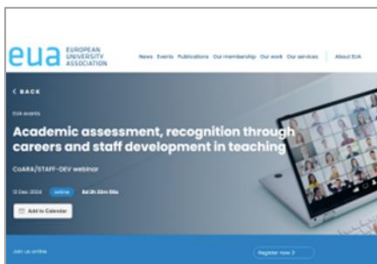 eua
EUROPEAN
UNIVERSITY
ASSOCIATION
News Events Publications Our membership Our work Our services About EUA
BACK
EUA events
Academic assessment, recognition through
careers and staff development in teaching
CoARA/STAFF-DEV webinar
12 Dec 2024 online
Add to Calendar
Join us online
Register now